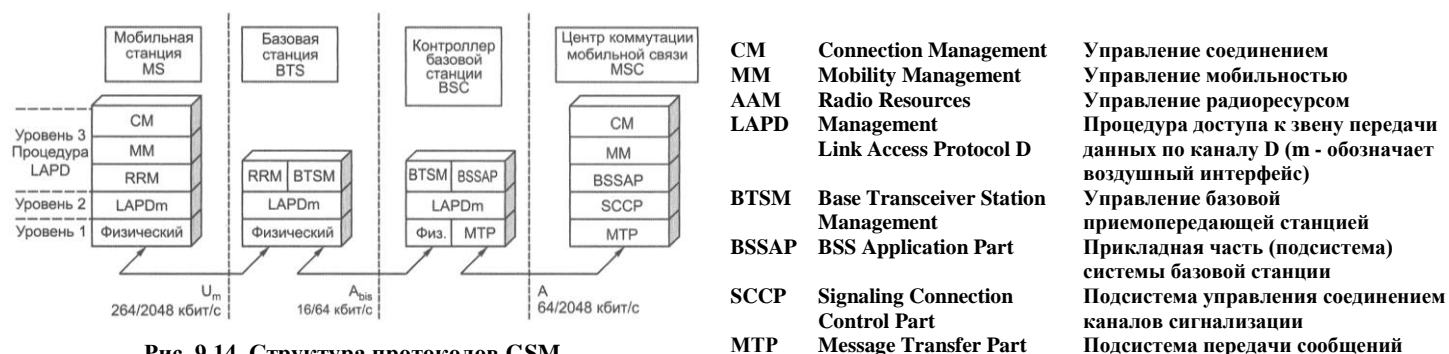 Мобильная
станция
MS
Базовая
станция
BTS
Контроллер
базовой
станции
BSC
Центр коммутации
мобильной связи
MSC
Уровень 3
Процедура
LAPD
Уровень 2
Уровень 1
CM
MM
RRM
LAPDm
Физический
RRM BTSM
LAPDm
Физический
BTSM BSSAP
LAPDm
Физ. MTP
CM
MM
BSSAP
SCCP
MTP
Um
264/2048 кбит/с
Abis
16/64 кбит/с
A
64/2048 кбит/с
Рис. 9.14. Структура протоколов GSM
CM Connection Management Управление соединением
MM Mobility Management Управление мобильностью
AAM Radio Resources Управление радиоресурсом
LAPD Management Процедура доступа к звену передачи
Link Access Protocol D данных по каналу D (m - обозначает
воздушный интерфейс)
BTSM Base Transceiver Station Управление базовой
Management приемопередающей станцией
BSSAP BSS Application Part Прикладная часть (подсистема)
системы базовой станции
SCCP Signaling Connection Подсистема управления соединением
Control Part каналов сигнализации
MTP Message Transfer Part Подсистема передачи сообщений